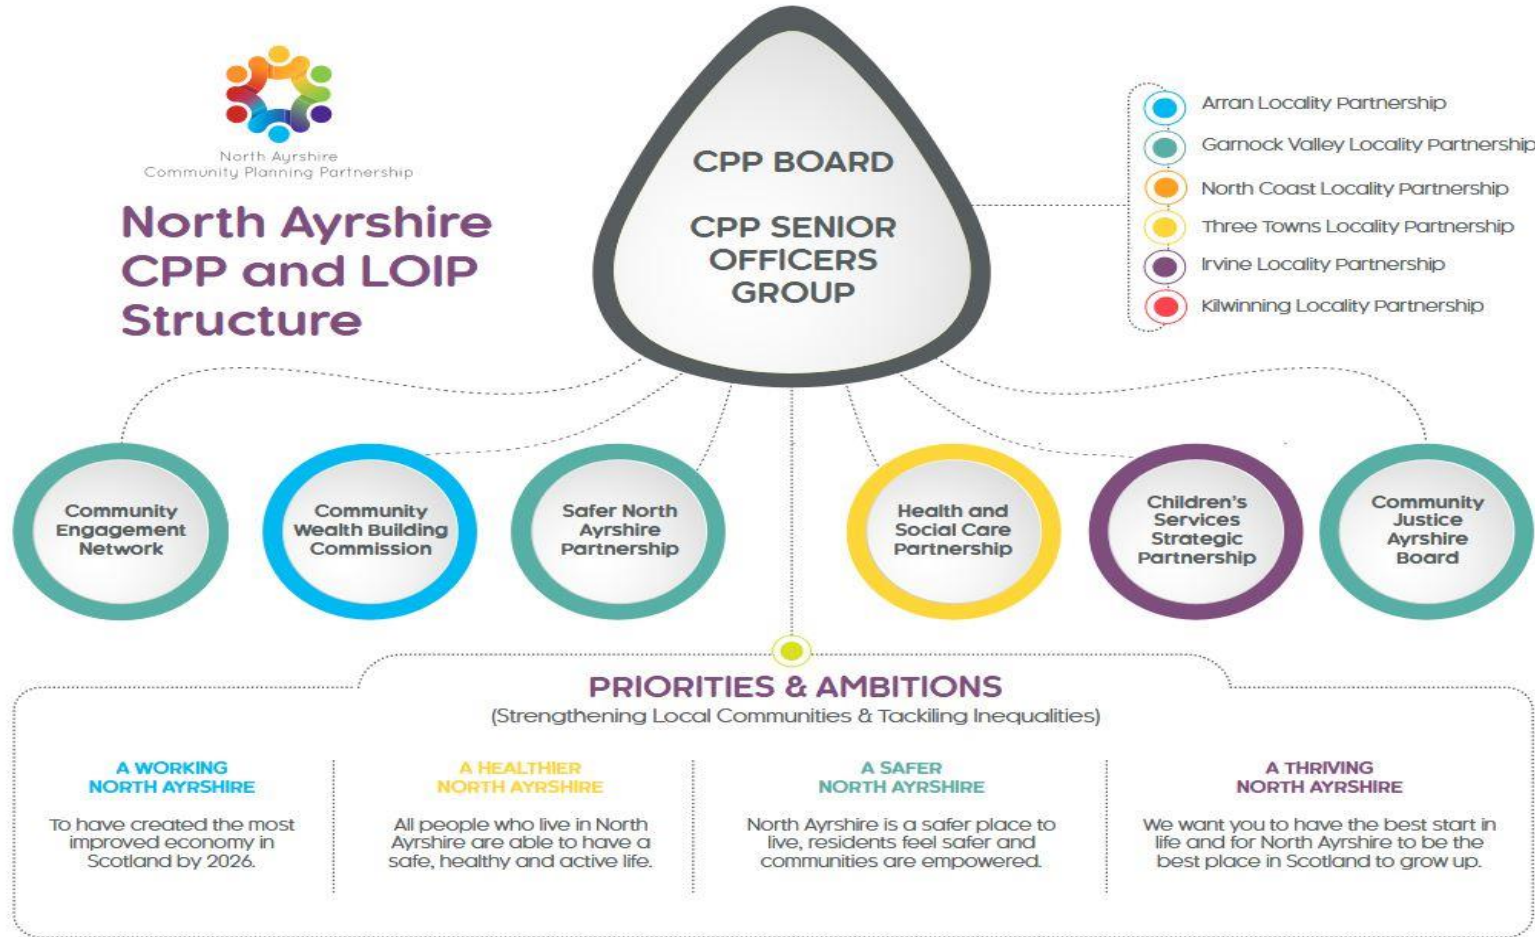 North Ayrshire
Community Planning Partnership
North Ayrshire
CPP and LOIP
Structure
CPP BOARD
CPP SENIOR
OFFICERS
GROUP
Arran Locality Partnership
Garnock Valley Locality Partnership
North Coast Locality Partnership
Three Towns Locality Partnership
Irvine Locality Partnership
Kilwinning Locality Partnership
Community
Engagement
Network
Community
Wealth Building
Commission
Safer North
Ayrshire
Partnership
Health and
Social Care
Partnership
Children's
Services
Strategic
Partnership
Community
Justice
Ayrshire
Board
PRIORITIES & AMBITIONS
(Strengthening Local Communities & Tackiling Inequalities)
A WORKING
NORTH AYRSHIRE
To have created the most
improved economy in
Scotland by 2026.
A HEALTHIER
NORTH AYRSHIRE
All people who live in North
Ayrshire are able to have a
safe, healthy and active life.
A SAFER
NORTH AYRSHIRE
North Ayrshire is a safer place to
live, residents feel safer and
communities are empowered.
A THRIVING
NORTH AYRSHIRE
We want you to have the best start in
life and for North Ayrshire to be the
best place in Scotland to grow up.